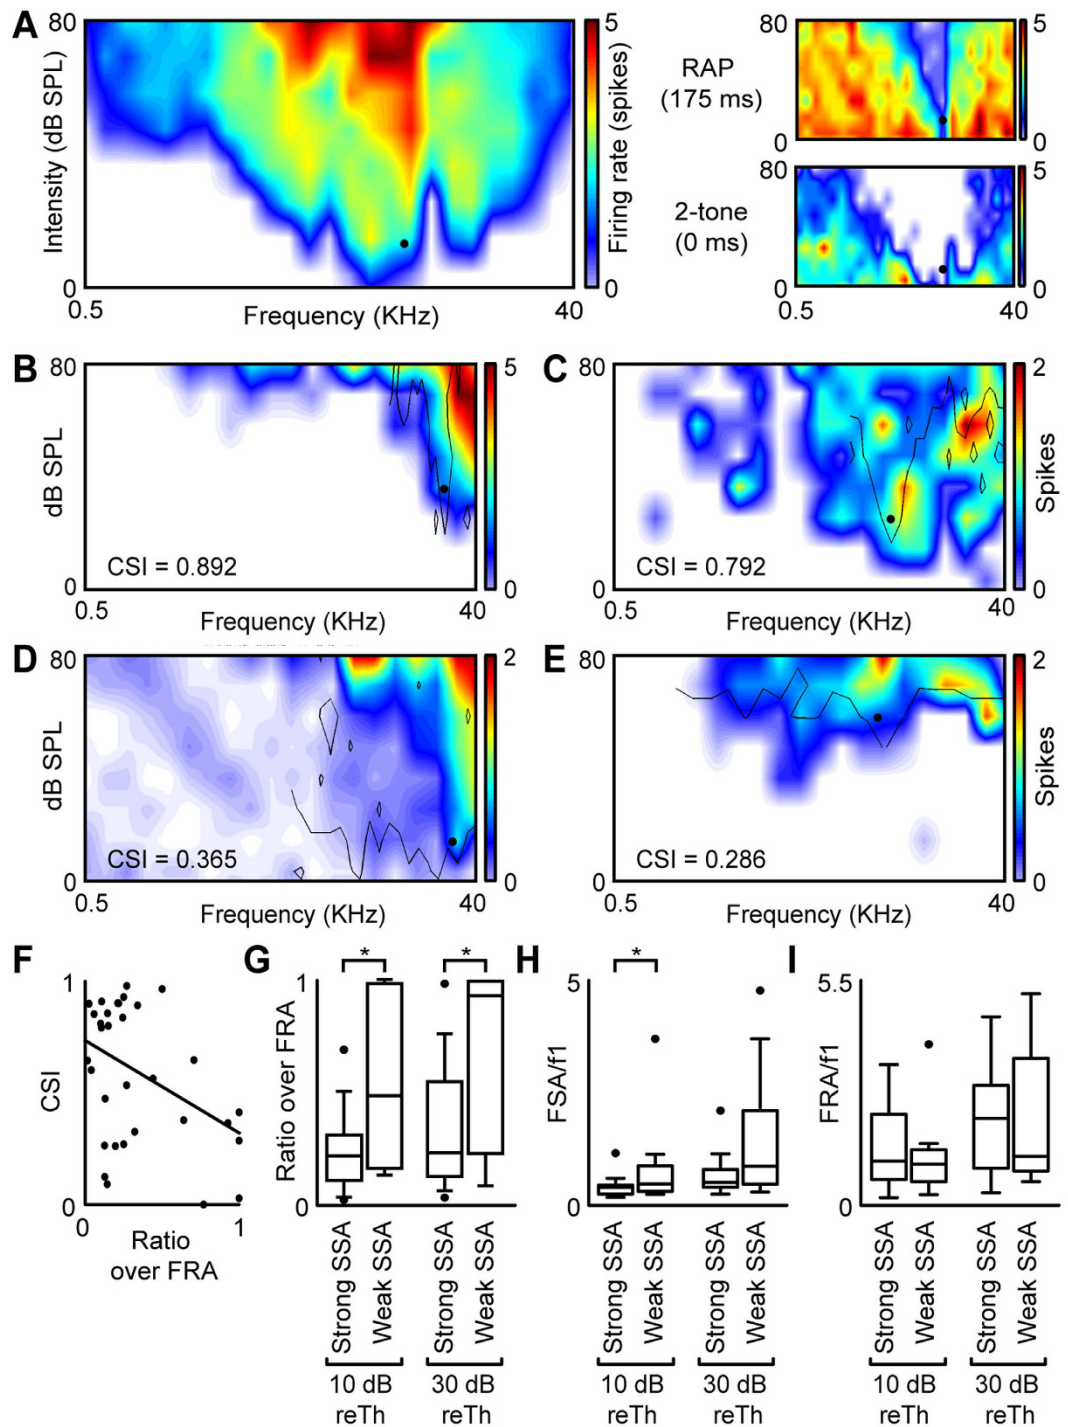 A
80
0
Intensity (dB SPL)
0.5
Frequency (KHz)
40
5
0
Firing rate (spikes)
RAP
(175 ms)
80
0
5
0
2-tone
(0 ms)
80
0
5
0
0.5
40
B
80
dB SPL
0
CSI = 0.892
5
0
0.5
Frequency (KHz)
40
C
80
0
CSI = 0.792
2
0
Spikes
0.5
Frequency (KHz)
40
D
80
dB SPL
0
CSI = 0.365
2
0
0.5
Frequency (KHz)
40
E
80
0
CSI = 0.286
2
0
Spikes
0.5
Frequency (KHz)
40
F
1
CSI
0
0
1
Ratio
over FRA
G
1
Ratio over FRA
0
*
*
Strong SSA
Weak SSA
Strong SSA
Weak SSA
10 dB
reTh
30 dB
reTh
H
5
FSA/f1
0
*
Strong SSA
Weak SSA
Strong SSA
Weak SSA
10 dB
reTh
30 dB
reTh
I
5.5
FRA/f1
0
Strong SSA
Weak SSA
Strong SSA
Weak SSA
10 dB
reTh
30 dB
reTh